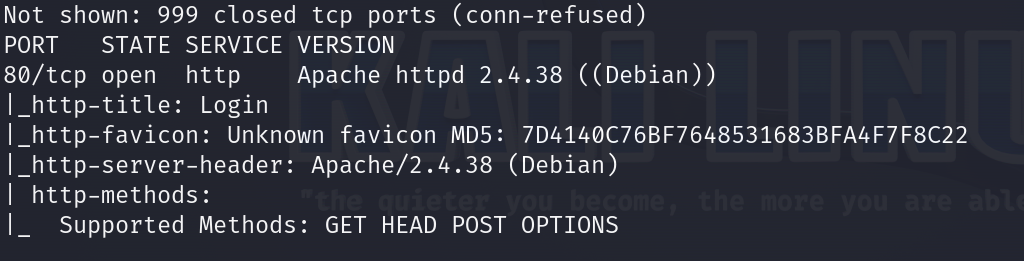 Not shown: 999 closed tcp ports (conn-refused)
PORT   STATE SERVICE VERSION
80/tcp open  http    Apache httpd 2.4.38 ((Debian))
|_http-title: Login
|_http-favicon: Unknown favicon MD5: 7D4140C76BF7648531683BFA4F7F8C22
|_http-server-header: Apache/2.4.38 (Debian)
| http-methods:
|_  Supported Methods: GET HEAD POST OPTIONS
KALI LINU
"the quieter you become, the more you are able